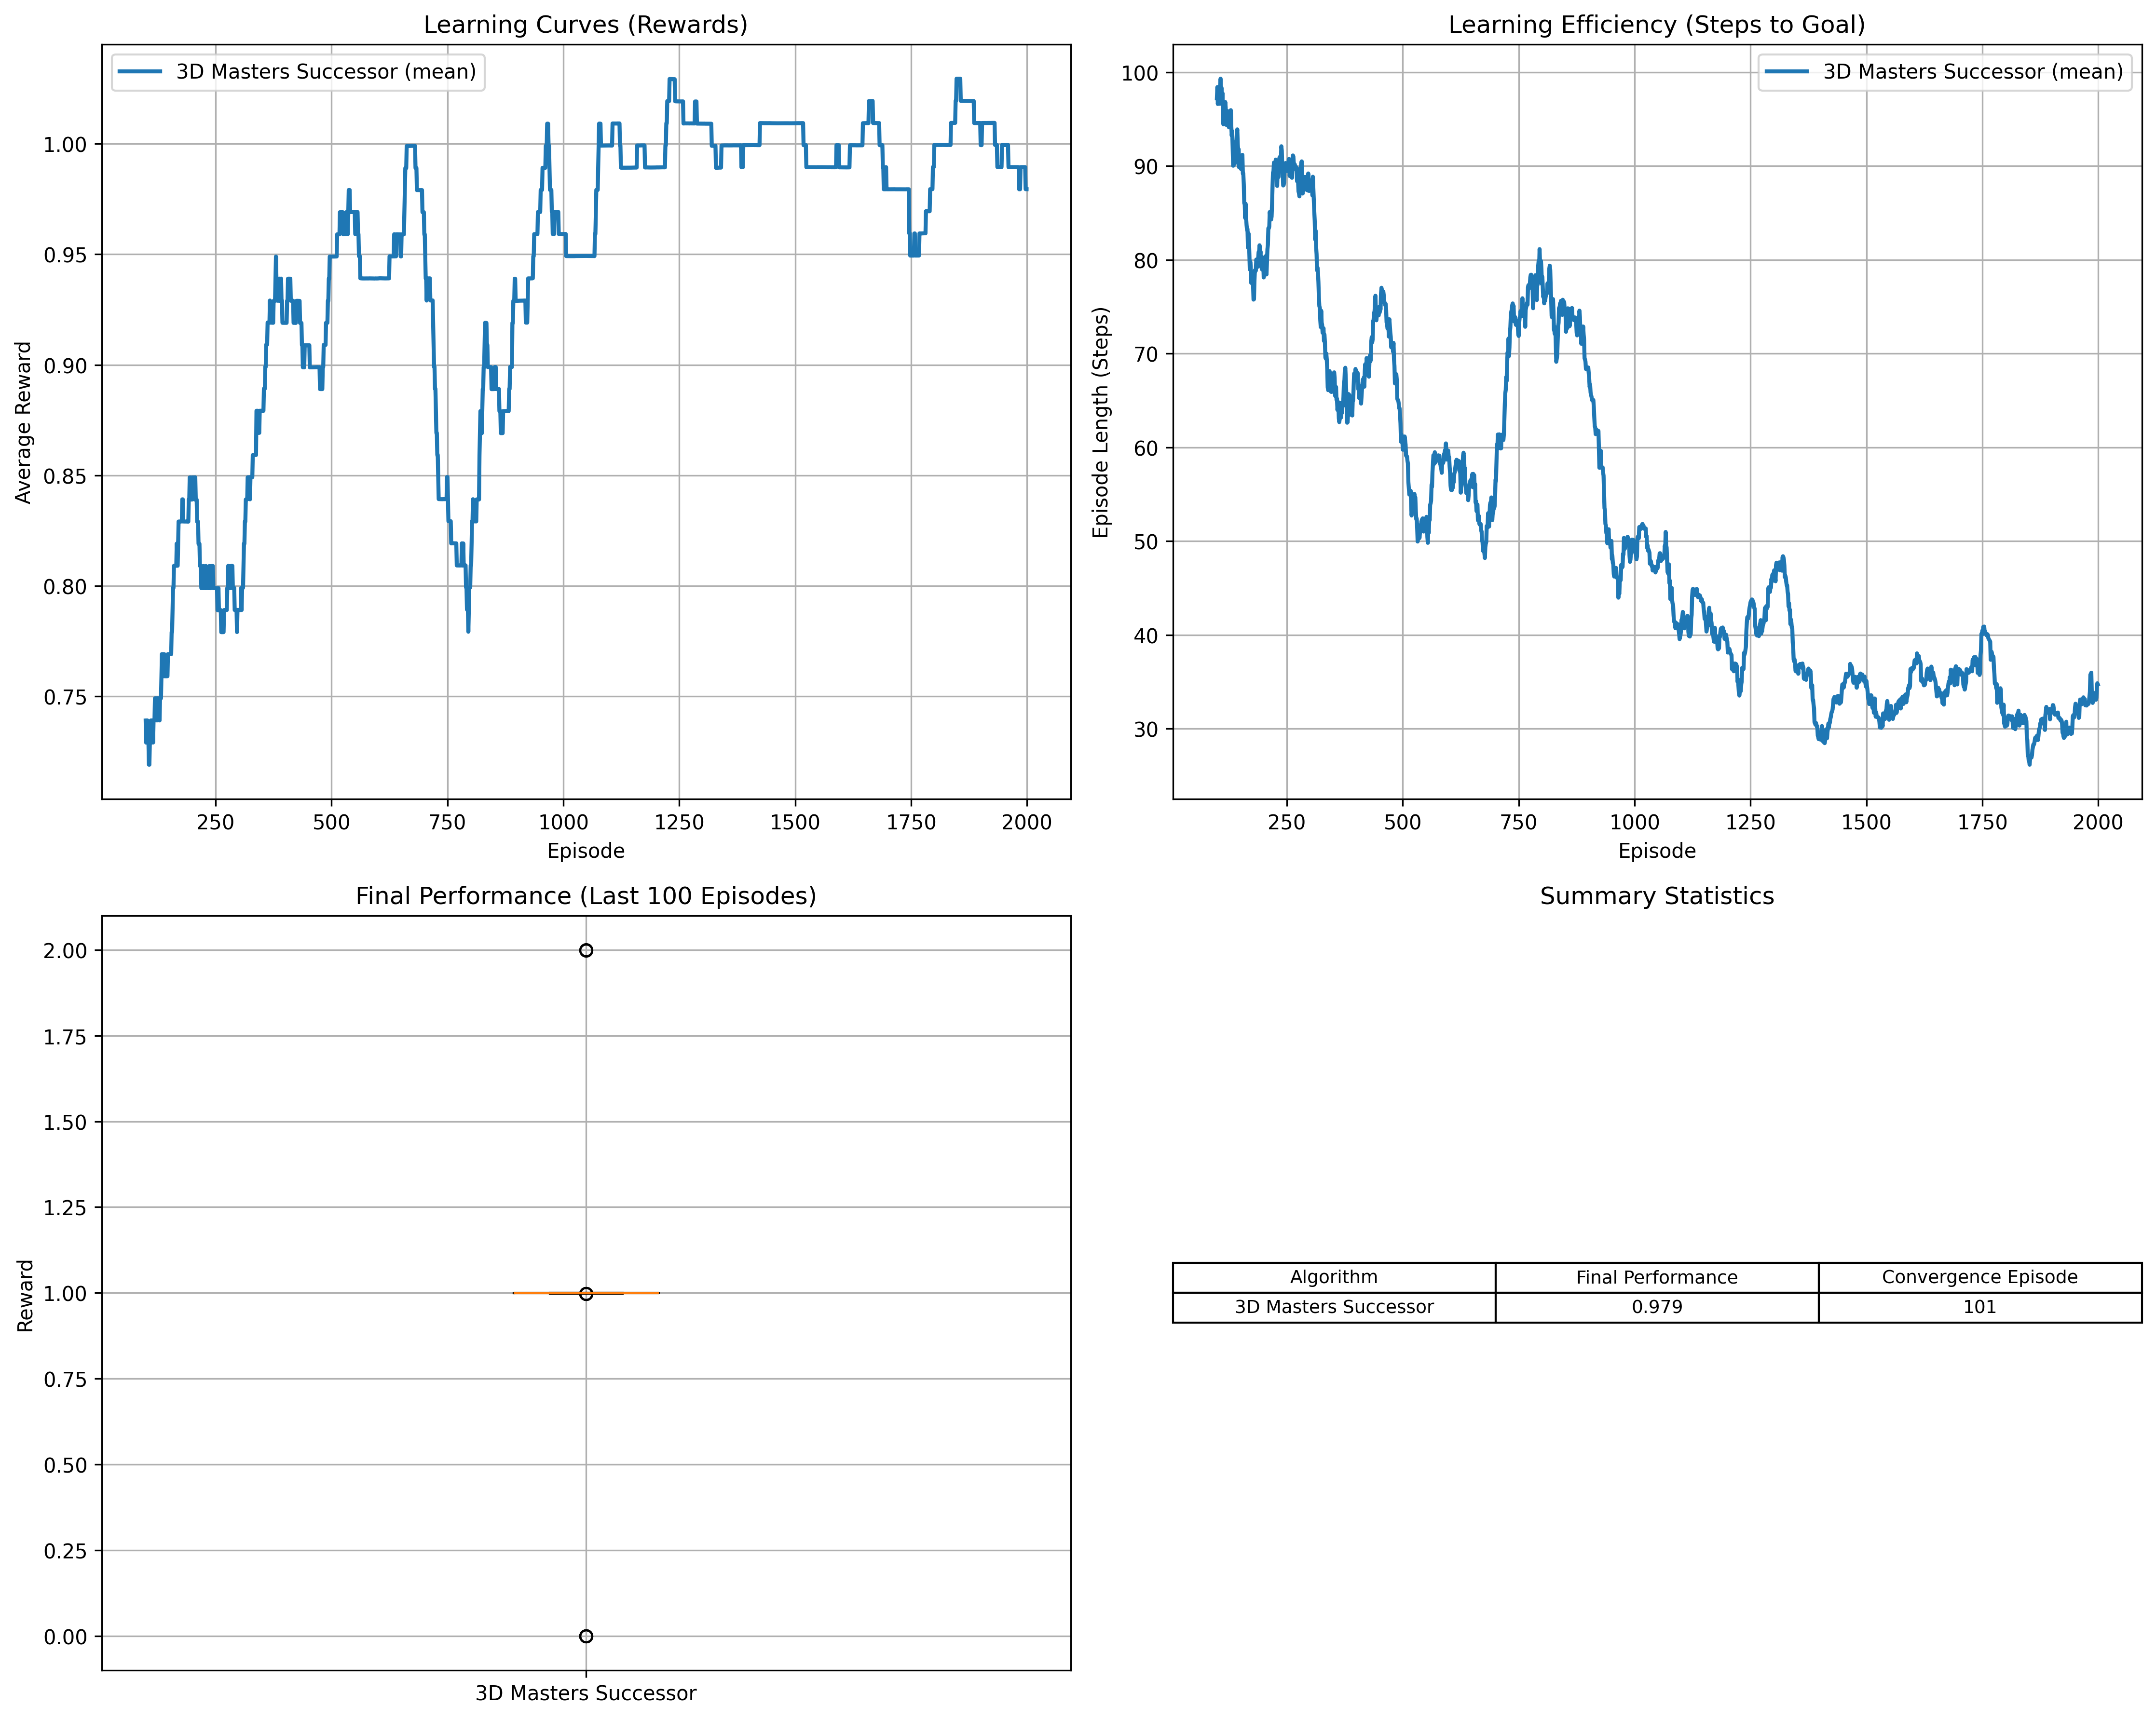 Learning Curves (Rewards)
3D Masters Successor (mean)
Average Reward
1.00
0.95
0.90
0.85
0.80
0.75
250 500 750 1000 1250 1500 1750 2000
Episode
Learning Efficiency (Steps to Goal)
3D Masters Successor (mean)
Episode Length (Steps)
100
90
80
70
60
50
40
30
250 500 750 1000 1250 1500 1750 2000
Episode
Final Performance (Last 100 Episodes)
Reward
2.00
1.75
1.50
1.25
1.00
0.75
0.50
0.25
0.00
3D Masters Successor
Summary Statistics
Algorithm Final Performance Convergence Episode
3D Masters Successor 0.979 101